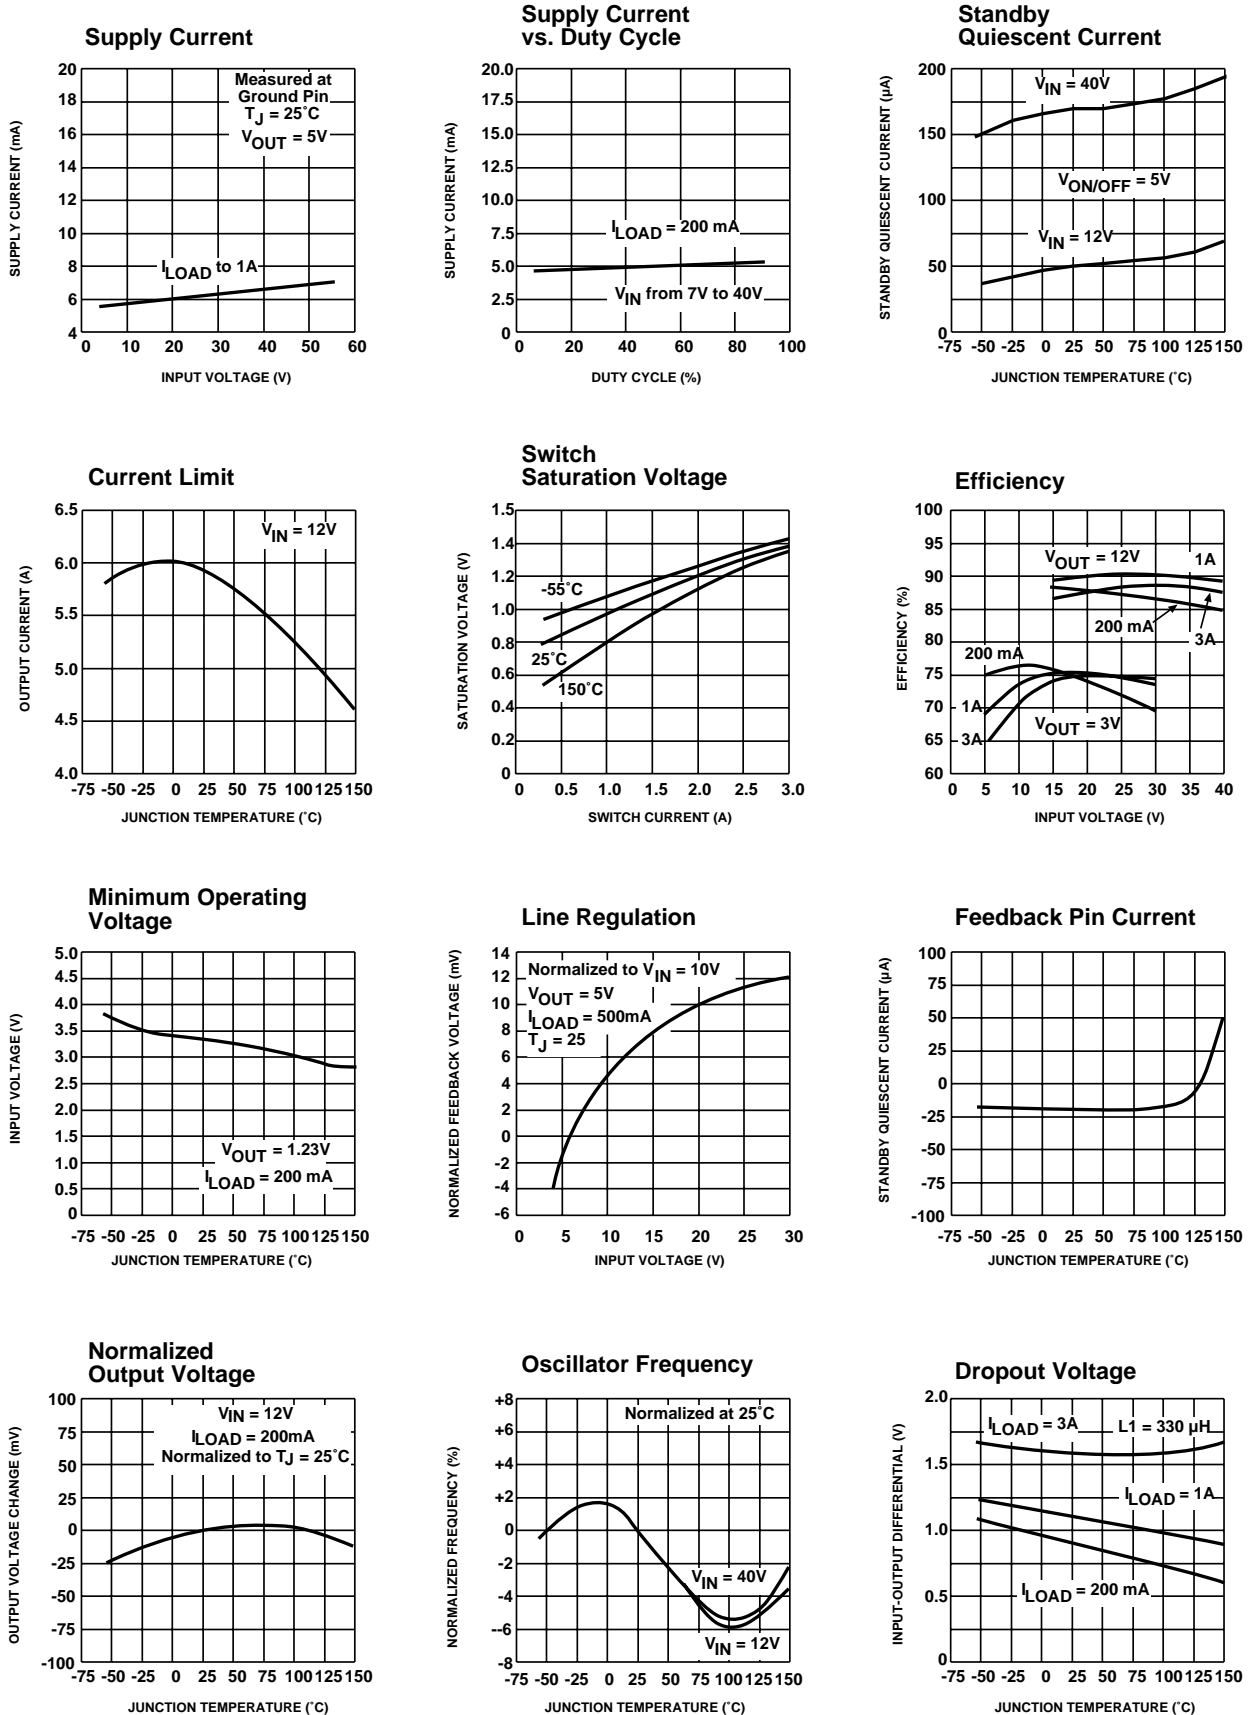 Supply Current
20
18
16
14
12
10
8
6
4
0 10 20 30 40 50 60
SUPPLY CURRENT (mA)
INPUT VOLTAGE (V)
Measured at
Ground Pin
TJ = 25˚C
VOUT = 5V
ILOAD to 1A
Supply Current
vs. Duty Cycle
20.0
17.5
15.0
12.5
10.0
7.5
5.0
2.5
0
0 20 40 60 80 100
SUPPLY CURRENT (mA)
DUTY CYCLE (%)
ILOAD = 200 mA
VIN from 7V to 40V
Standby
Quiescent Current
200
150
100
50
0
-75 -50 -25 0 25 50 75 100 125 150
STANDBY QUIESCENT CURRENT (µA)
JUNCTION TEMPERATURE (˚C)
VIN = 40V
VON/OFF = 5V
VIN = 12V
Current Limit
6.5
6.0
5.5
5.0
4.5
4.0
-75 -50 -25 0 25 50 75 100 125 150
OUTPUT CURRENT (A)
JUNCTION TEMPERATURE (˚C)
VIN = 12V
Switch
Saturation Voltage
1.5
1.4
1.2
1.0
0.8
0.6
0.4
0.2
0
0 0.5 1.0 1.5 2.0 2.5 3.0
SATURATION VOLTAGE (V)
SWITCH CURRENT (A)
-55˚C
25˚C
150˚C
Efficiency
100
95
90
85
80
75
70
65
60
0 5 10 15 20 25 30 35 40
EFFICIENCY (%)
INPUT VOLTAGE (V)
VOUT = 12V
1A
200 mA
3A
200 mA
1A
3A
VOUT = 3V
Minimum Operating
Voltage
5.0
4.5
4.0
3.5
3.0
2.5
2.0
1.5
1.0
0.5
0
-75 -50 -25 0 25 50 75 100 125 150
INPUT VOLTAGE (V)
JUNCTION TEMPERATURE (˚C)
VOUT = 1.23V
ILOAD = 200 mA
Line Regulation
14
12
10
8
6
4
2
0
-2
-4
-6
0 5 10 15 20 25 30
NORMALIZED FEEDBACK VOLTAGE (mV)
INPUT VOLTAGE (V)
Normalized to VIN = 10V
VOUT = 5V
ILOAD = 500mA
TJ = 25
Feedback Pin Current
100
75
50
25
0
-25
-50
-75
-100
-75 -50 -25 0 25 50 75 100 125 150
STANDBY QUIESCENT CURRENT (µA)
JUNCTION TEMPERATURE (˚C)
Normalized
Output Voltage
100
75
50
25
0
-25
-50
-75
-100
-75 -50 -25 0 25 50 75 100 125 150
OUTPUT VOLTAGE CHANGE (mV)
JUNCTION TEMPERATURE (˚C)
VIN = 12V
ILOAD = 200mA
Normalized to TJ = 25˚C
Oscillator Frequency
+8
+6
+4
+2
0
-2
-4
--6
-8
-75 -50 -25 0 25 50 75 100 125 150
NORMALIZED FREQUENCY (%)
JUNCTION TEMPERATURE (˚C)
Normalized at 25˚C
VIN = 40V
VIN = 12V
Dropout Voltage
2.0
1.5
1.0
0.5
0
-75 -50 -25 0 25 50 75 100 125 150
INPUT-OUTPUT DIFFERENTIAL (V)
JUNCTION TEMPERATURE (˚C)
ILOAD = 3A
L1 = 330 µH
ILOAD = 1A
ILOAD = 200 mA